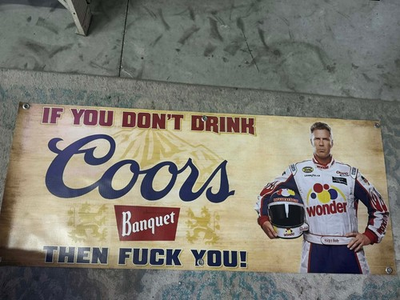 IF YOU DON'T DRINK
Coors
Banquet
THEN FUCK YOU!
wonder